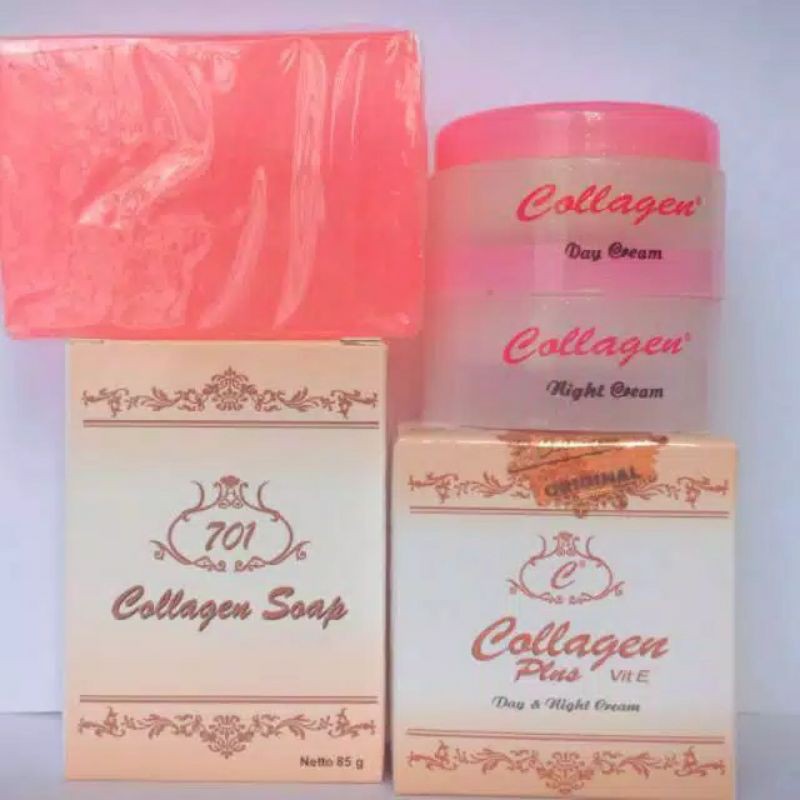 Collagen®
Day Cream
Collagen®
Night Cream
701
Collagen Soap
Netto 85 g
ORIGINAL
C®
Collagen
Plus Vit E
Day & Night Cream